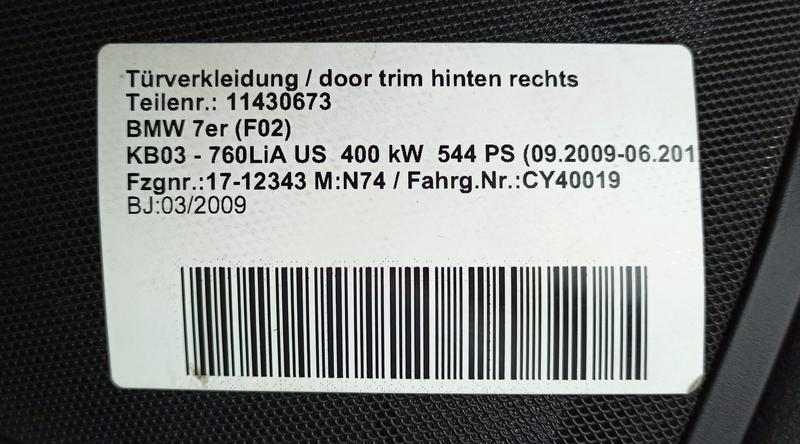 Türverkleidung / door trim hinten rechts
Teilenr.: 11430673
BMW 7er (F02)
KB03 - 760LiA US 400 kW 544 PS (09.2009-06.201
Fzgnr.:17-12343 M:N74 / Fahrg.Nr.:CY40019
BJ:03/2009